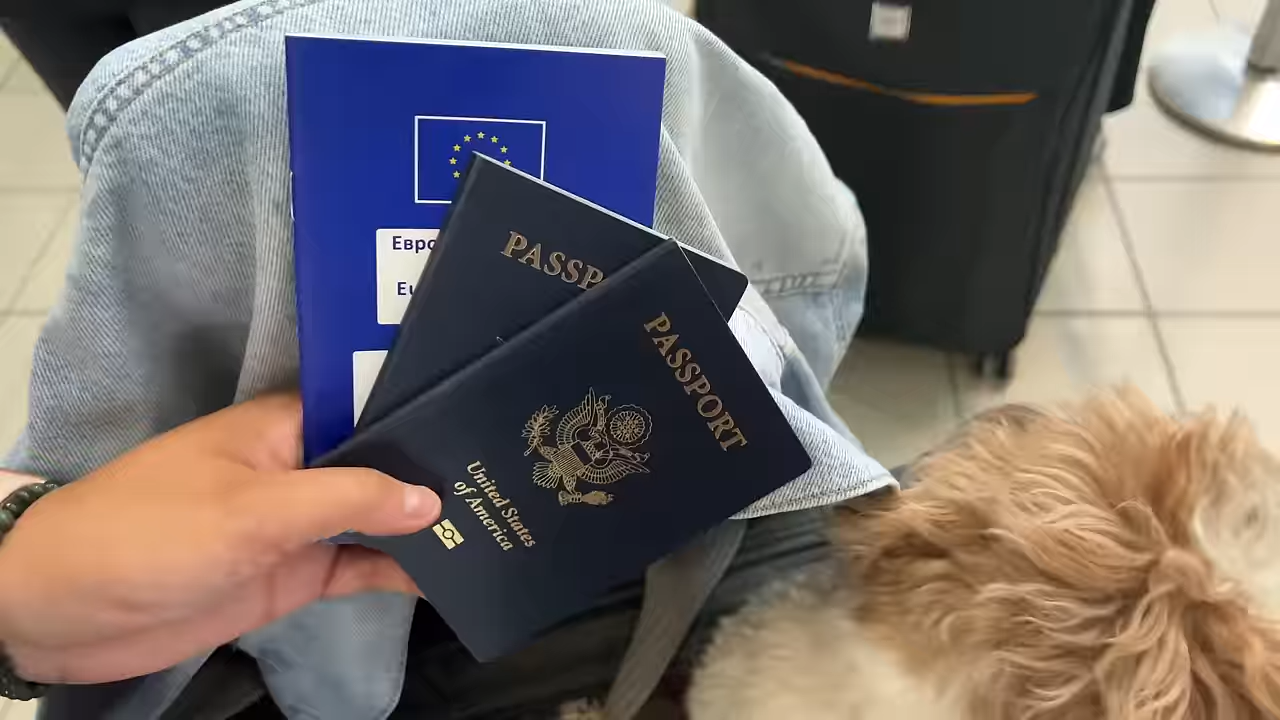 Евро
Eu
PASSP
PASSPORT
United States
of America